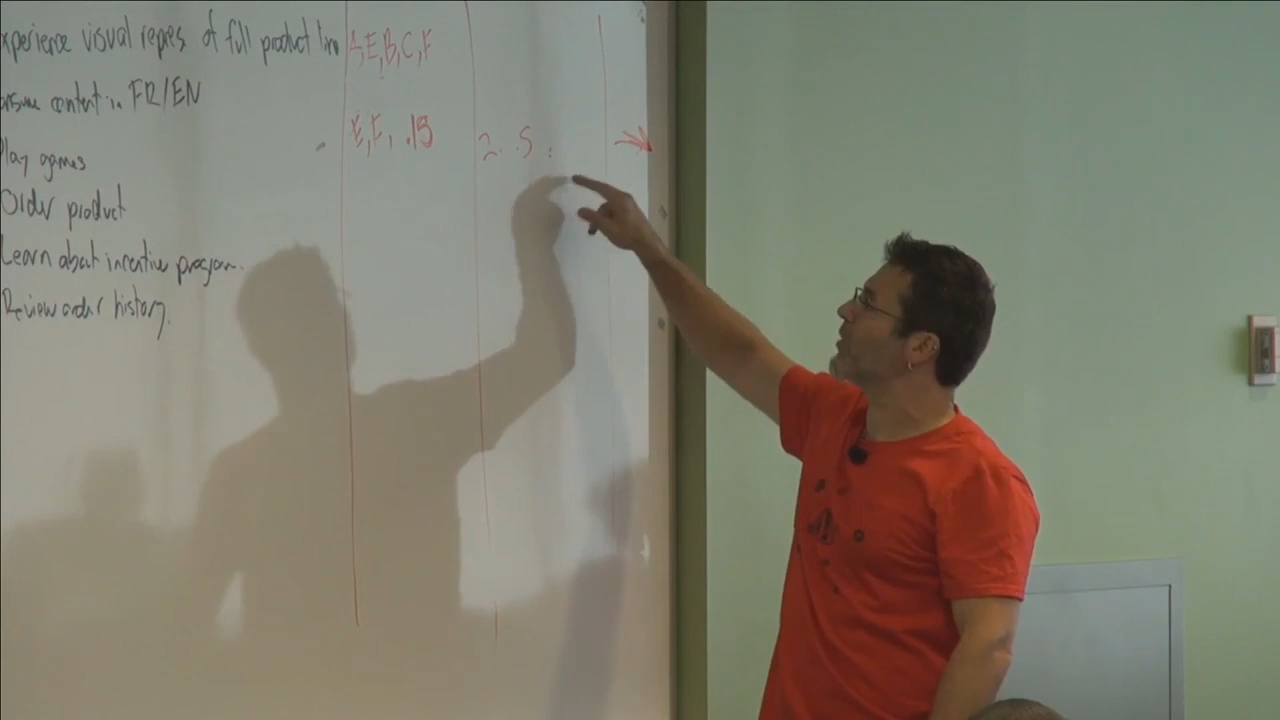 xperience visual repres of full product line A,E,B,C,F
content in FR/EN E,F, .15 2. .5
Play games
Order product
Learn about incentive program.
Review order history.